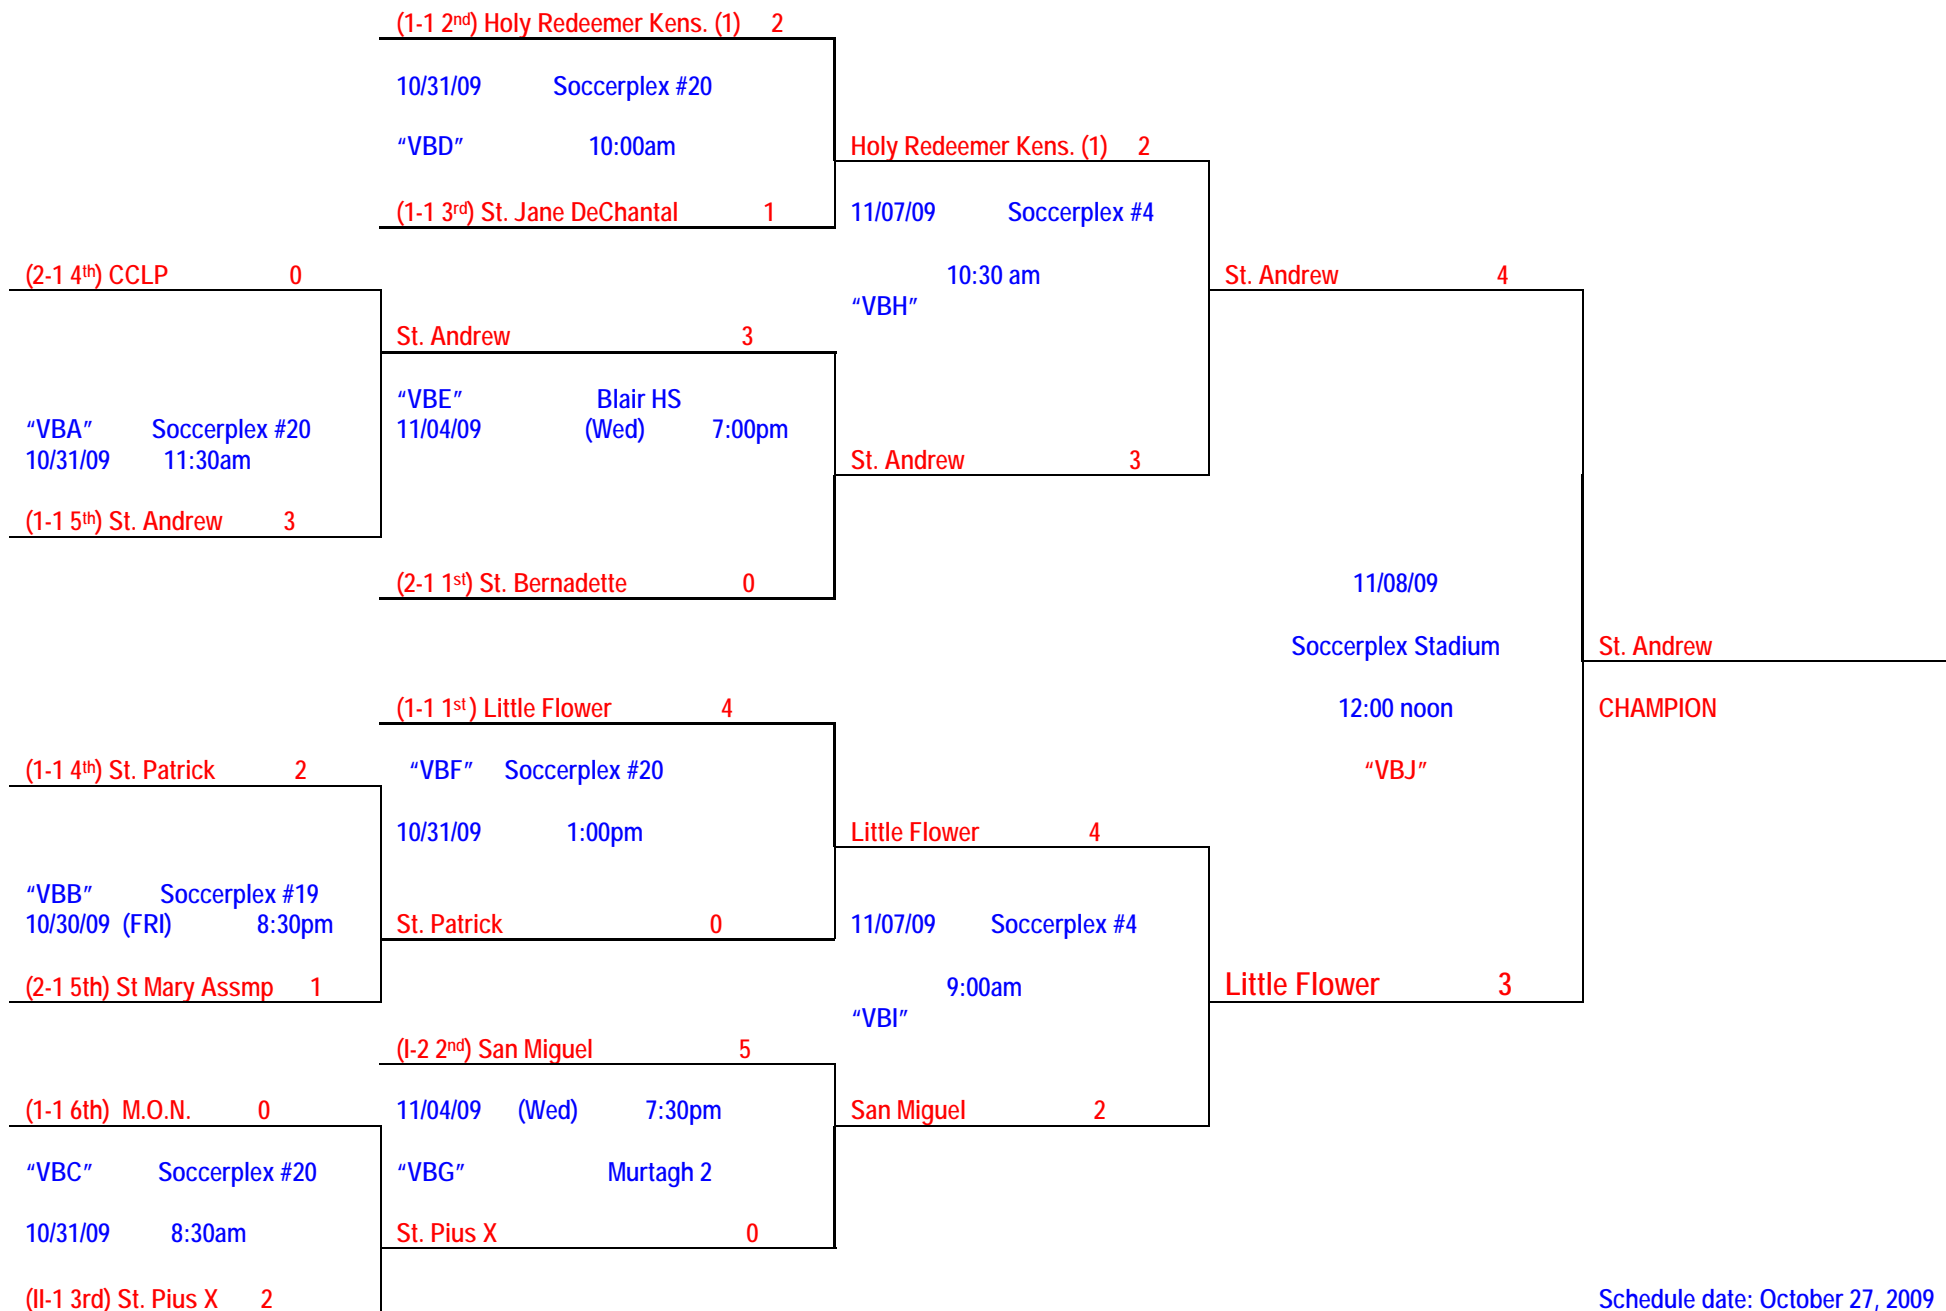 (1-1 2nd) Holy Redeemer Kens. (1) 2
10/31/09 Soccerplex #20
“VBD” 10:00am
Holy Redeemer Kens. (1) 2
(1-1 3rd) St. Jane DeChantal 1
11/07/09 Soccerplex #4
(2-1 4th) CCLP 0
10:30 am
St. Andrew 4
“VBH”
St. Andrew 3
“VBE” Blair HS
“VBA” Soccerplex #20
11/04/09 (Wed) 7:00pm
10/31/09 11:30am
St. Andrew 3
(1-1 5th) St. Andrew 3
(2-1 1st) St. Bernadette 0
11/08/09
Soccerplex Stadium
St. Andrew
(1-1 1st ) Little Flower 4
12:00 noon
CHAMPION
(1-1 4th) St. Patrick 2
“VBF” Soccerplex #20
“VBJ”
10/31/09 1:00pm
Little Flower 4
“VBB” Soccerplex #19
10/30/09 (FRI) 8:30pm
St. Patrick 0
11/07/09 Soccerplex #4
(2-1 5th) St Mary Assmp 1
9:00am
Little Flower 3
“VBI”
(I-2 2nd) San Miguel 5
(1-1 6th) M.O.N. 0
11/04/09 (Wed) 7:30pm
San Miguel 2
“VBC” Soccerplex #20
“VBG” Murtagh 2
10/31/09 8:30am
St. Pius X 0
(II-1 3rd) St. Pius X 2
Schedule date: October 27, 2009